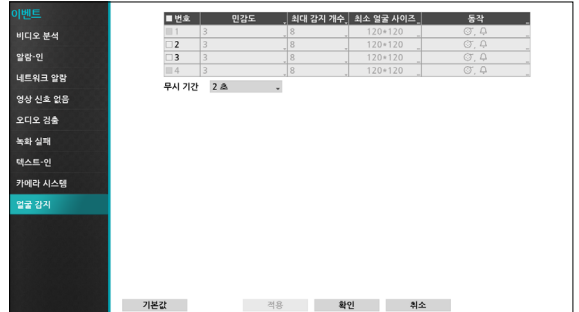 이벤트
비디오 분석
알람-인
네트워크 알람
영상 신호 없음
오디오 검출
녹화 실패
텍스트-인
카메라 시스템
얼굴 감지
번호 민감도 최대 감지 개수 최소 얼굴 사이즈 동작
1 3 8 120*120
2 3 8 120*120
3 3 8 120*120
4 3 8 120*120
무시 기간 2 초
기본값 적용 확인 취소